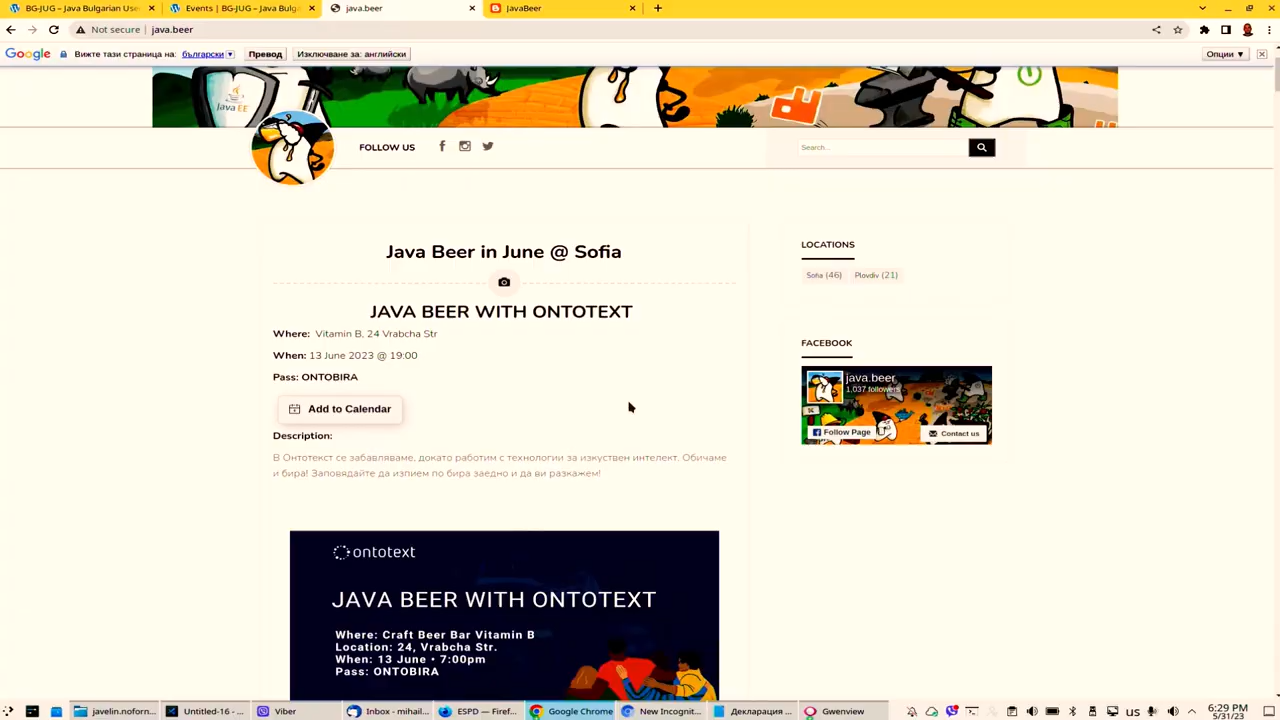 BG-JUG – Java Bulgarian Use
Events | BG-JUG – Java Bulga
java.beer
JavaBeer
Not secure | java.beer
Google
Вижте тази страница на: български
Превод
Изключване за: английски
Опции ▼
Java EE
FOLLOW US
Search...
Java Beer in June @ Sofia
JAVA BEER WITH ONTOTEXT
Where: Vitamin B, 24 Vrabcha Str
When: 13 June 2023 @ 19:00
Pass: ONTOBIRA
Add to Calendar
Description:
В Онтотекст се забавляваме, докато работим с технологии за изкуствен интелект. Обичаме
и бира! Заповядайте да изпием по бира заедно и да ви разкажем!
ontotext
JAVA BEER WITH ONTOTEXT
Where: Craft Beer Bar Vitamin B
Location: 24, Vrabcha Str.
When: 13 June • 7:00pm
Pass: ONTOBIRA
LOCATIONS
Sofia (46) Plovdiv (21)
FACEBOOK
java.beer
1,037 followers
Follow Page
Contact us
javelin.noforn...
Untitled-16 - ...
Viber
Inbox - mihail...
ESPD — Firef...
Google Chrome
New Incognit...
Декларация ...
Gwenview
US
6:29 PM
5/31/23